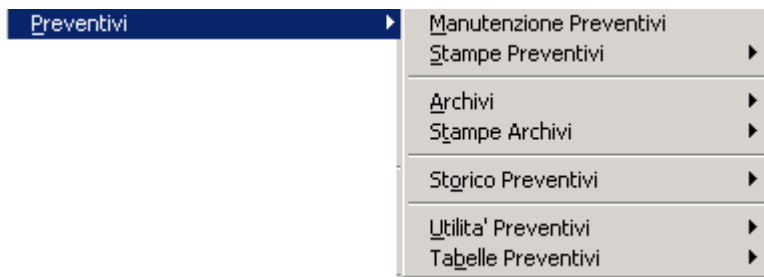 Preventivi
Manutenzione Preventivi
Stampe Preventivi
Archivi
Stampe Archivi
Storico Preventivi
Utilita' Preventivi
Tabelle Preventivi